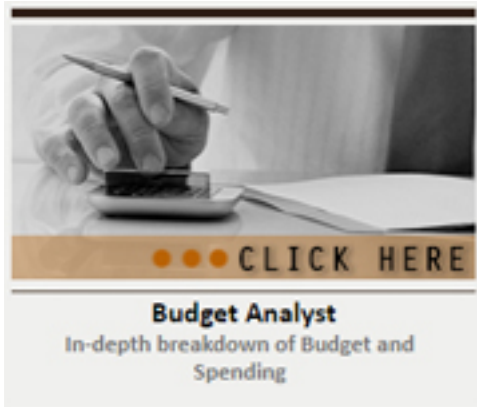 CLICK HERE
Budget Analyst
In-depth breakdown of Budget and
Spending